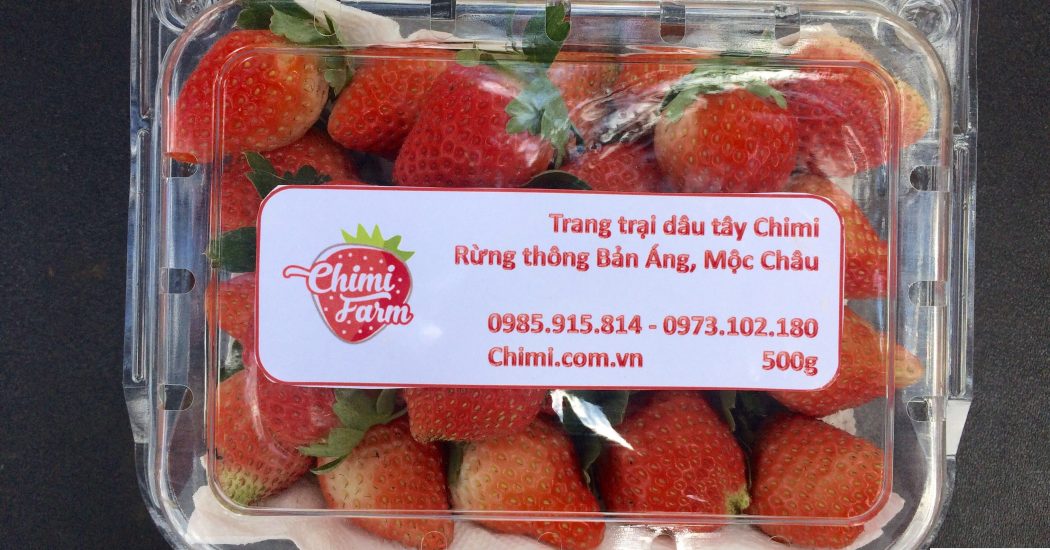 Chimi
Farm
Trang trại dâu tây Chimi
Rừng thông Bản Áng, Mộc Châu
0985.915.814 - 0973.102.180
Chimi.com.vn 500g